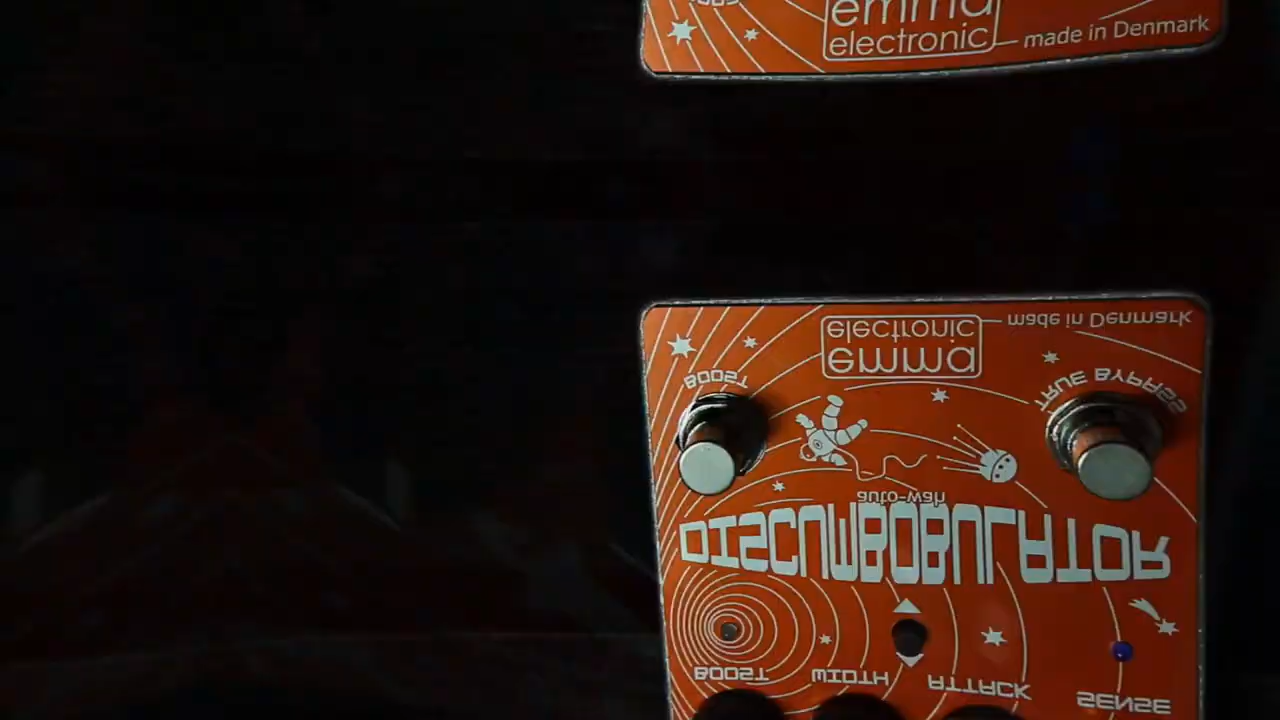 emma
electronic
made in Denmark
electronic
made in Denmark
emma
BOOST
TRUE BYPASS
auto-wah
DISCUMBOBULATOR
BOOST
WIDTH
ATTACK
SENSE